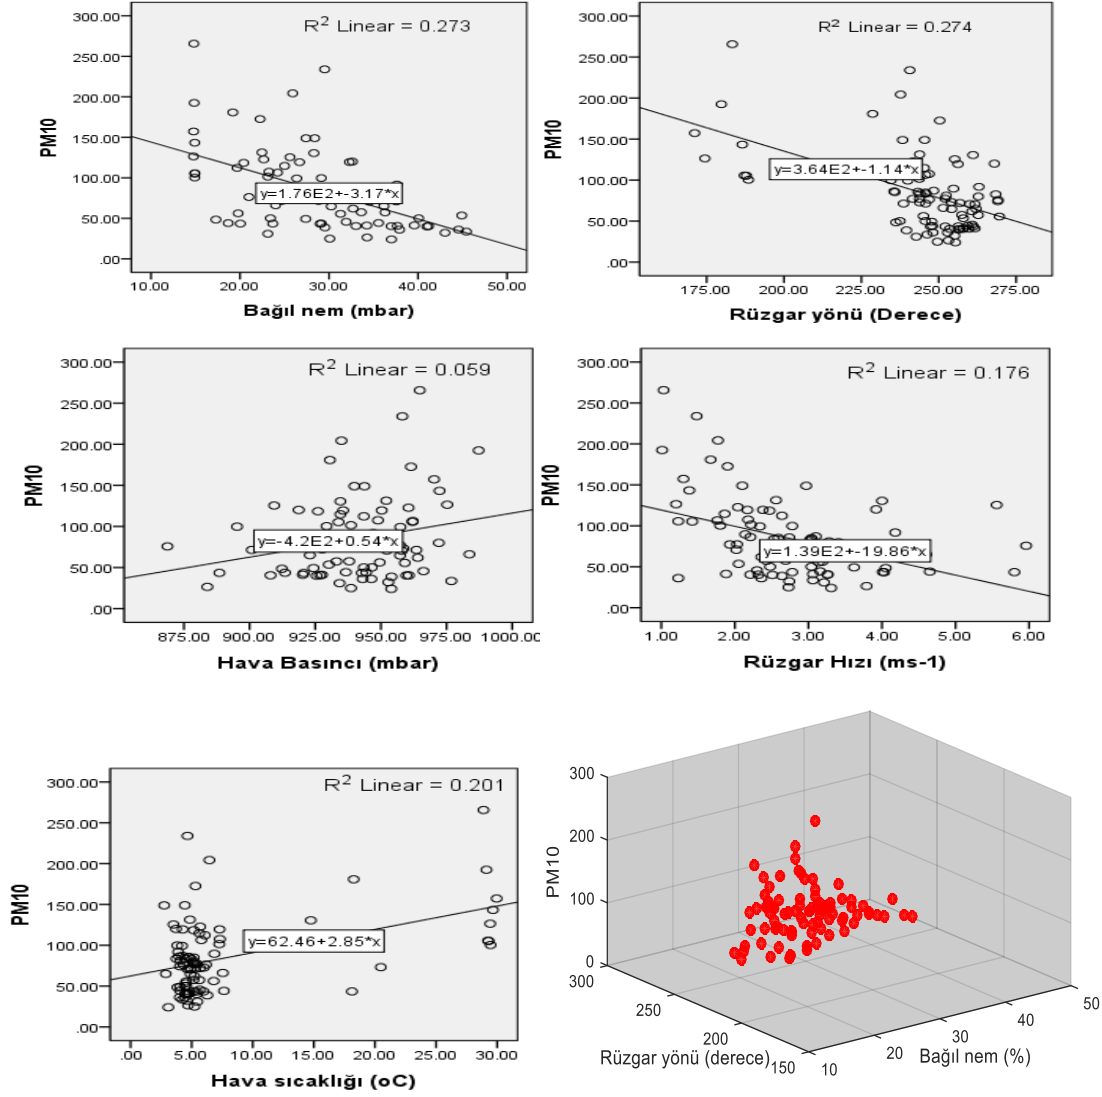 R² Linear = 0.273
300.00
250.00
200.00
150.00
100.00
50.00
.00
PM10
y=1.76E2+-3.17*x
10.00 20.00 30.00 40.00 50.00
Bağıl nem (mbar)
R² Linear = 0.274
300.00
250.00
200.00
150.00
100.00
50.00
.00
PM10
y=3.64E2+-1.14*x
175.00 200.00 225.00 250.00 275.00
Rüzgar yönü (Derece)
R² Linear = 0.059
300.00
250.00
200.00
150.00
100.00
50.00
.00
PM10
y=-4.2E2+0.54*x
875.00 900.00 925.00 950.00 975.00 1000.00
Hava Basıncı (mbar)
R² Linear = 0.176
300.00
250.00
200.00
150.00
100.00
50.00
.00
PM10
y=1.39E2+-19.86*x
1.00 2.00 3.00 4.00 5.00 6.00
Rüzgar Hızı (ms-1)
R² Linear = 0.201
300.00
250.00
200.00
150.00
100.00
50.00
.00
PM10
y=62.46+2.85*x
.00 5.00 10.00 15.00 20.00 25.00 30.00
Hava sıcaklığı (oC)
300
200
100
0
PM10
300
250
200
150
Rüzgar yönü (derece)
10
20
30
40
50
Bağıl nem (%)